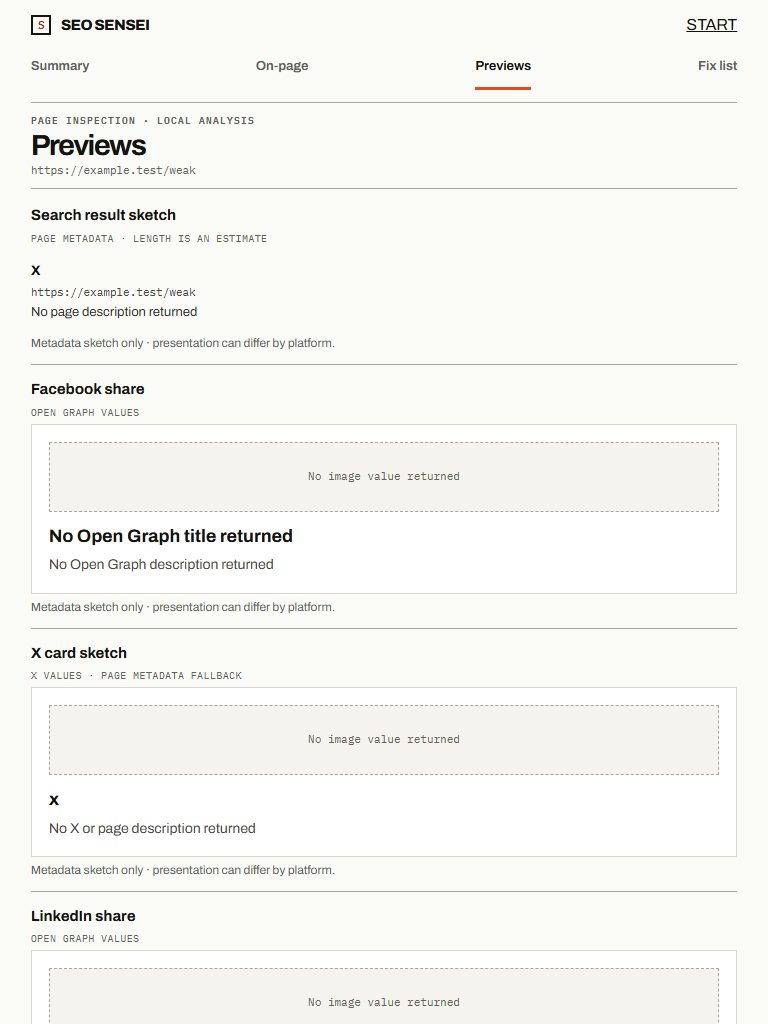 S SEO SENSEI START
Summary On-page Previews Fix list
PAGE INSPECTION · LOCAL ANALYSIS
Previews
https://example.test/weak
Search result sketch
PAGE METADATA · LENGTH IS AN ESTIMATE
x
https://example.test/weak
No page description returned
Metadata sketch only · presentation can differ by platform.
Facebook share
OPEN GRAPH VALUES
No image value returned
No Open Graph title returned
No Open Graph description returned
Metadata sketch only · presentation can differ by platform.
X card sketch
X VALUES · PAGE METADATA FALLBACK
No image value returned
x
No X or page description returned
Metadata sketch only · presentation can differ by platform.
LinkedIn share
OPEN GRAPH VALUES
No image value returned